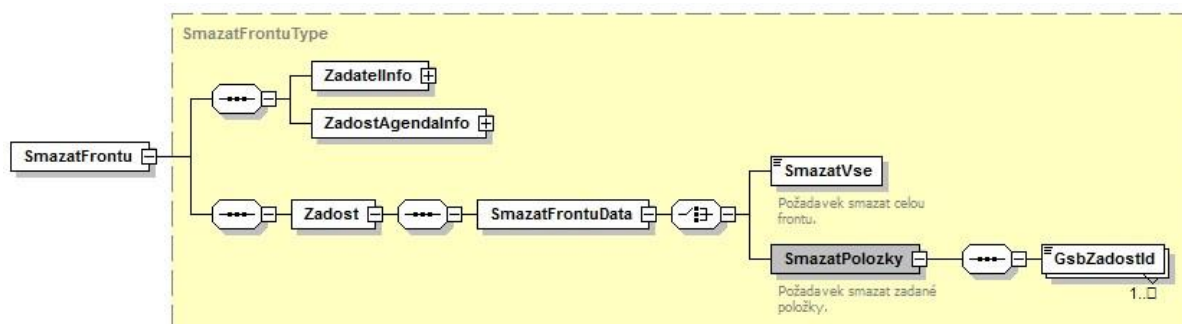 SmazatFrontuType
ZadatelInfo
ZadostAgendaInfo
SmazatFrontu
SmazatVse
Požadavek smazat celou
frontu.
Zadost
SmazatFrontuData
SmazatPolozky
GsbZadostId
Požadavek smazat zadané
položky.
1..□